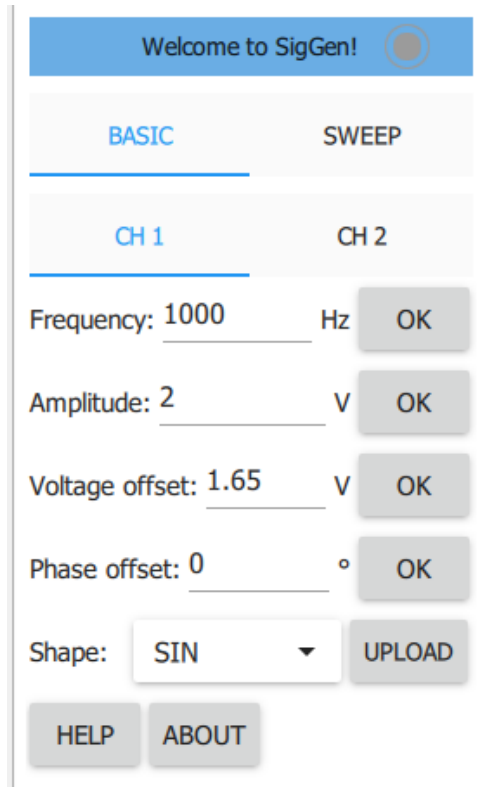 Welcome to SigGen!
BASIC SWEEP
CH 1 CH 2
Frequency: 1000 Hz OK
Amplitude: 2 V OK
Voltage offset: 1.65 V OK
Phase offset: 0 ° OK
Shape: SIN UPLOAD
HELP ABOUT